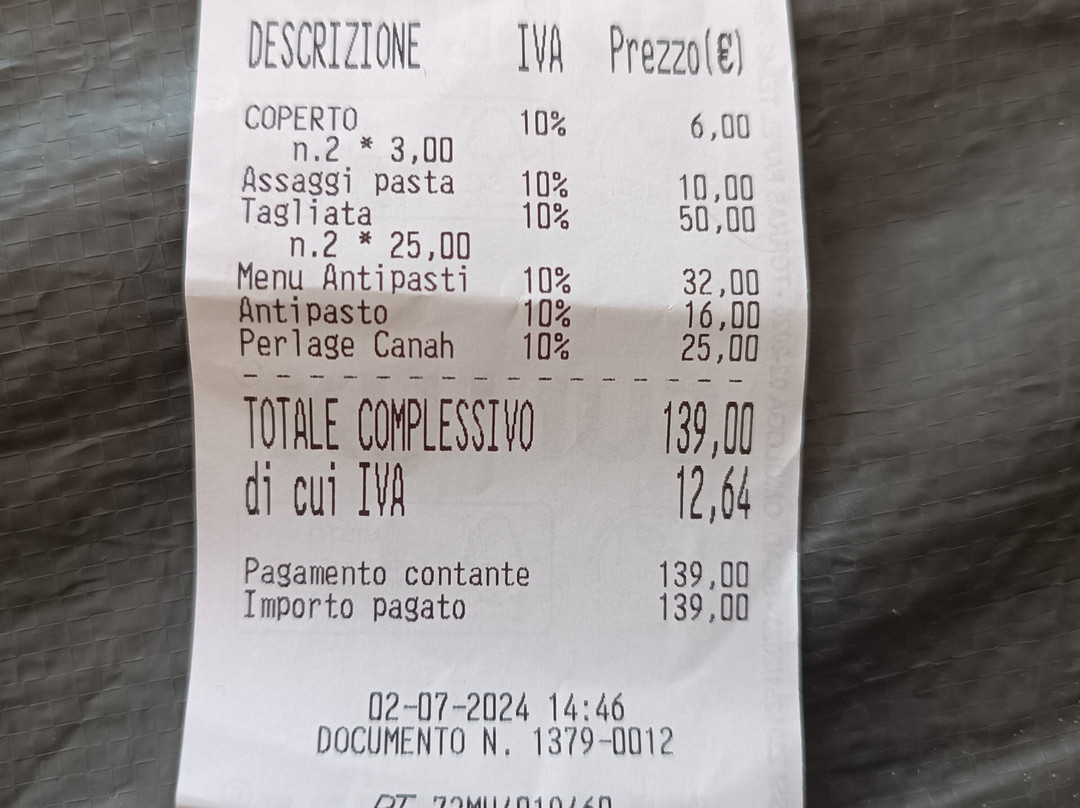 DESCRIZIONE IVA Prezzo(€)
COPERTO 10% 6,00
n.2 * 3,00
Assaggi pasta 10% 10,00
Tagliata 10% 50,00
n.2 * 25,00
Menu Antipasti 10% 32,00
Antipasto 10% 16,00
Perlage Canah 10% 25,00
TOTALE COMPLESSIVO 139,00
di cui IVA 12,64
Pagamento contante 139,00
Importo pagato 139,00
02-07-2024 14:46
DOCUMENTO N. 1379-0012